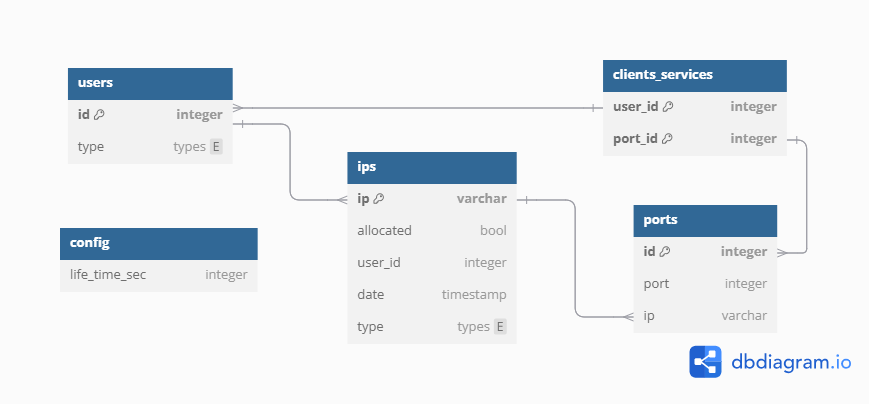 users
id integer
type types E
clients_services
user_id integer
port_id integer
ips
ip varchar
allocated bool
user_id integer
date timestamp
type types E
config
life_time_sec integer
ports
id integer
port integer
ip varchar
dbdiagram.io